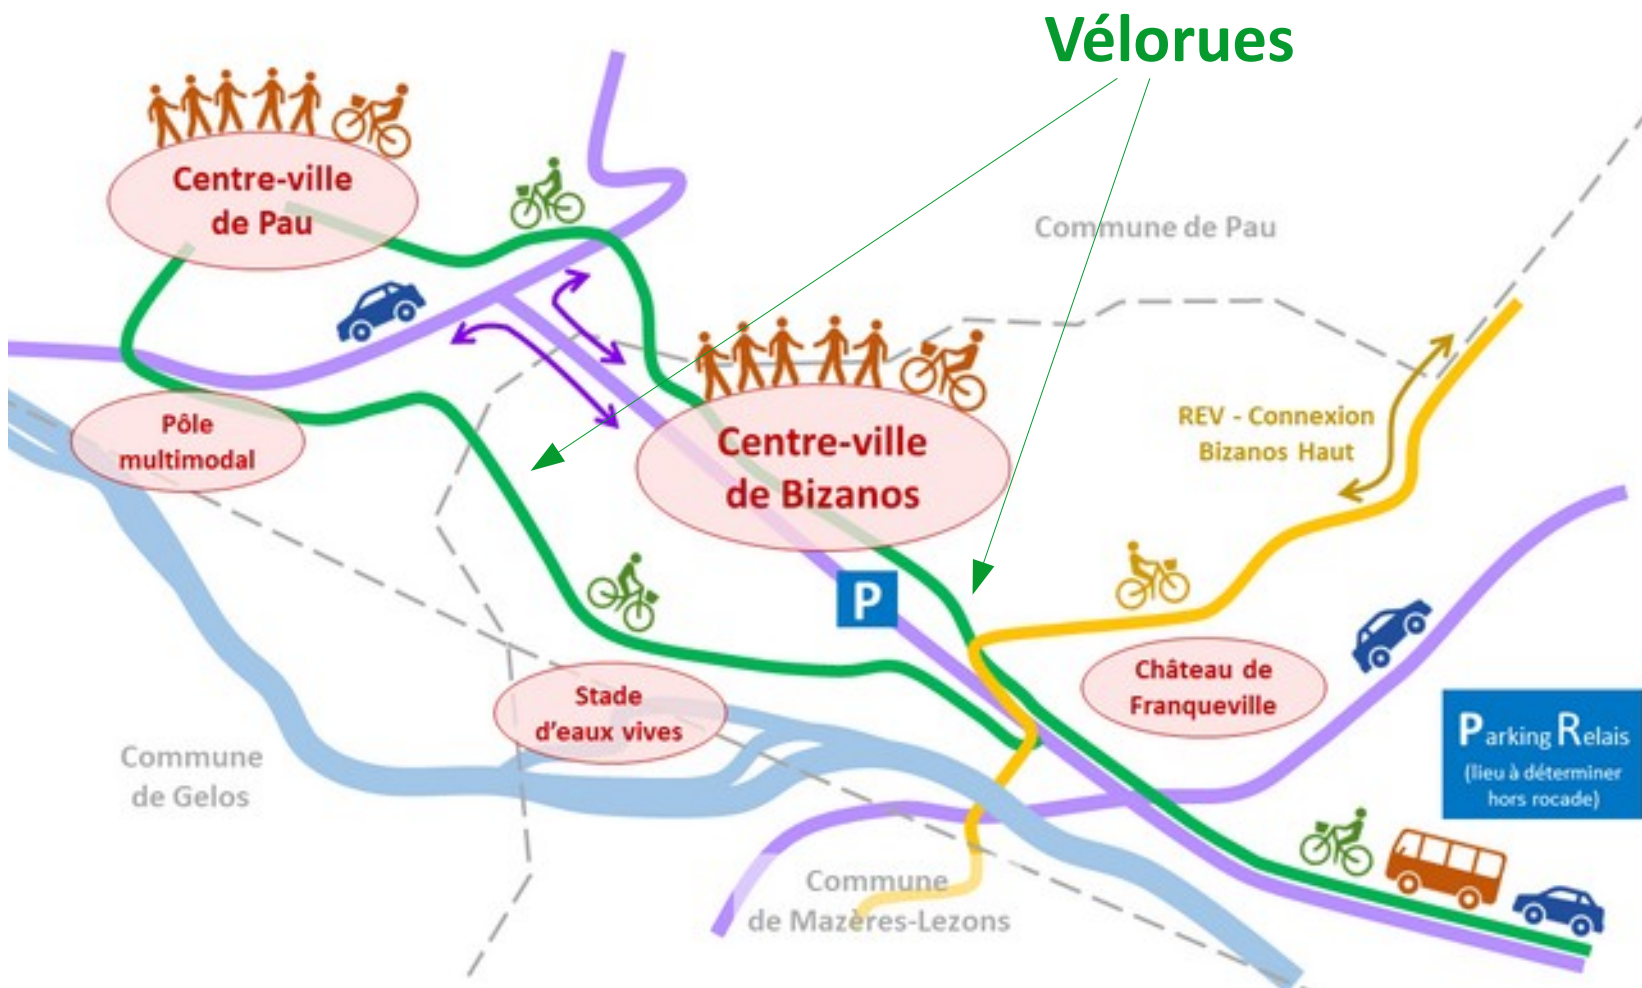 Vélorues
Centre-ville
de Pau
Commune de Pau
Pôle
multimodal
Centre-ville
de Bizanos
REV - Connexion
Bizanos Haut
P
Stade
d'eaux vives
Château de
Franqueville
Parking Relais
(lieu à déterminer
hors rocade)
Commune
de Gelos
Commune
de Mazères-Lezons